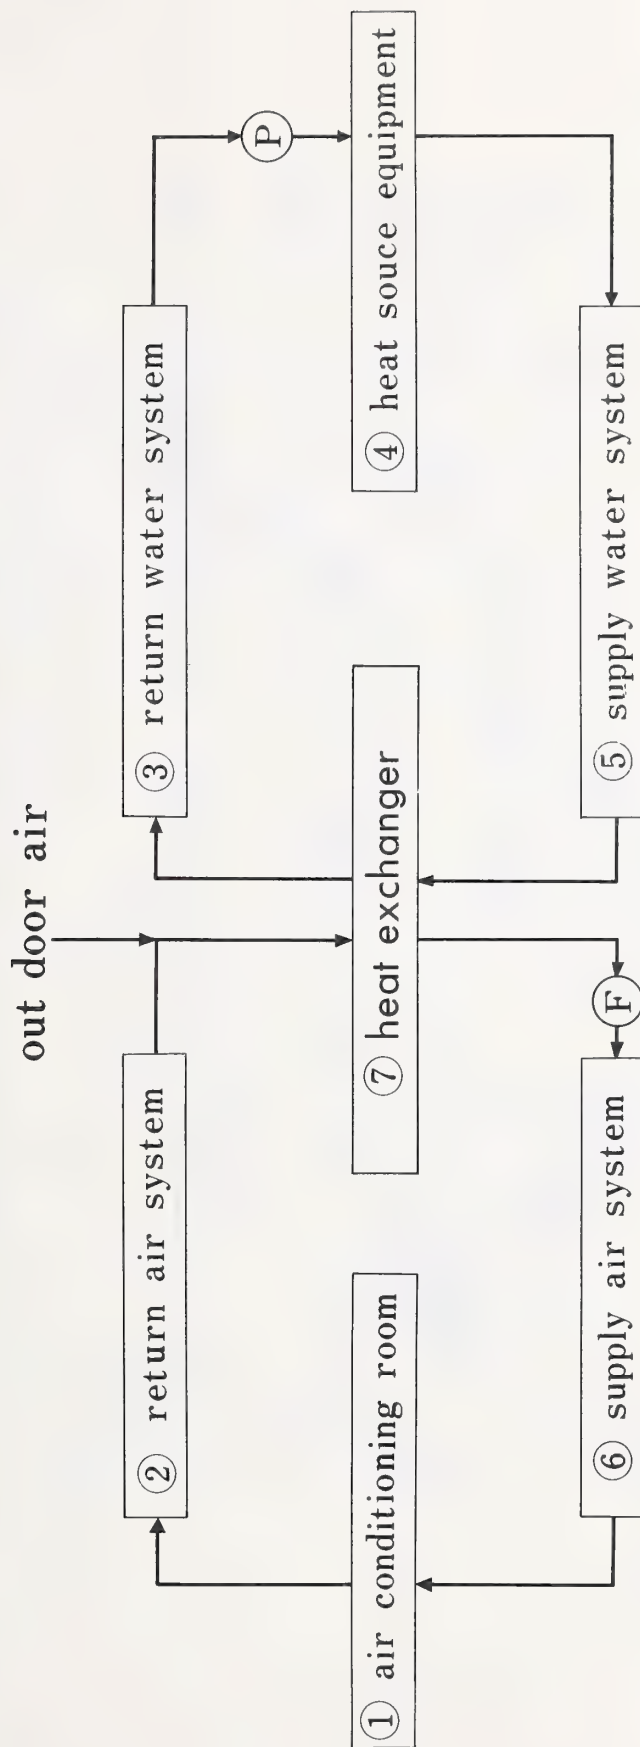 out door air
② return air system
③ return water system
P
① air conditioning room
⑦ heat exchanger
④ heat souce equipment
F
⑥ supply air system
⑤ supply water system